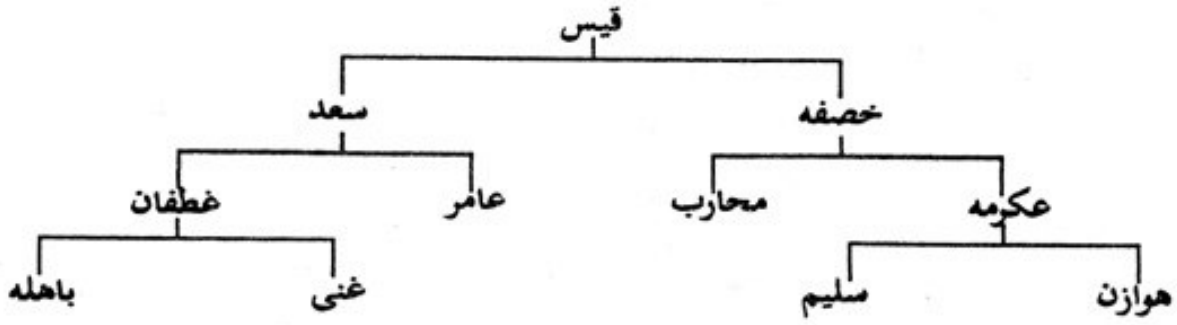 قیس
خصفه سعد
عکرمه محارب عامر غطفان
هوازن سلیم غنی باهله